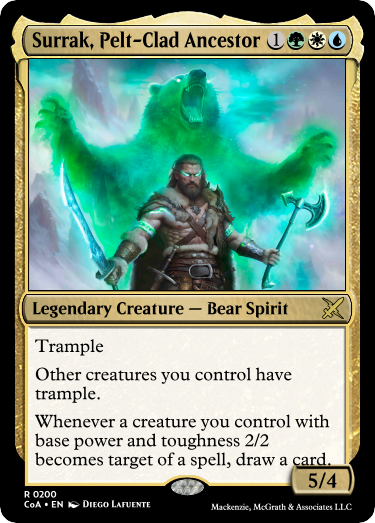 Surrak, Pelt-Clad Ancestor 1
Legendary Creature — Bear Spirit
Trample
Other creatures you control have
trample.
Whenever a creature you control with
base power and toughness 2/2
becomes target of a spell, draw a card.
5/4
R 0200
CoA • EN Diego Lafuente
Mackenzie, McGrath & Associates LLC